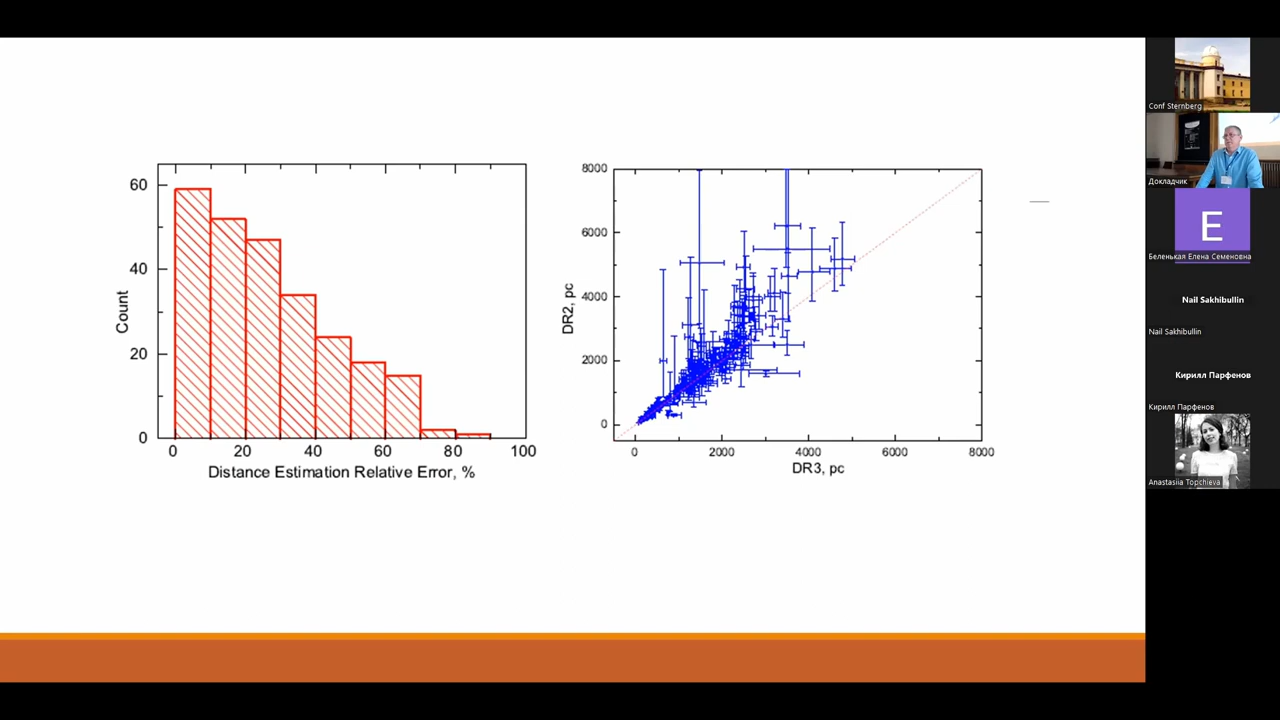 60
40
20
0
Count
0 20 40 60 80 100
Distance Estimation Relative Error, %
8000
6000
4000
2000
0
DR2, pc
0 2000 4000 6000 8000
DR3, pc
Conf Sternberg
Докладчик
E
Беленькая Елена Семеновна
Nail Sakhibullin
Nail Sakhibullin
Кирилл Парфенов
Кирилл Парфенов
Anastasiia Topchieva